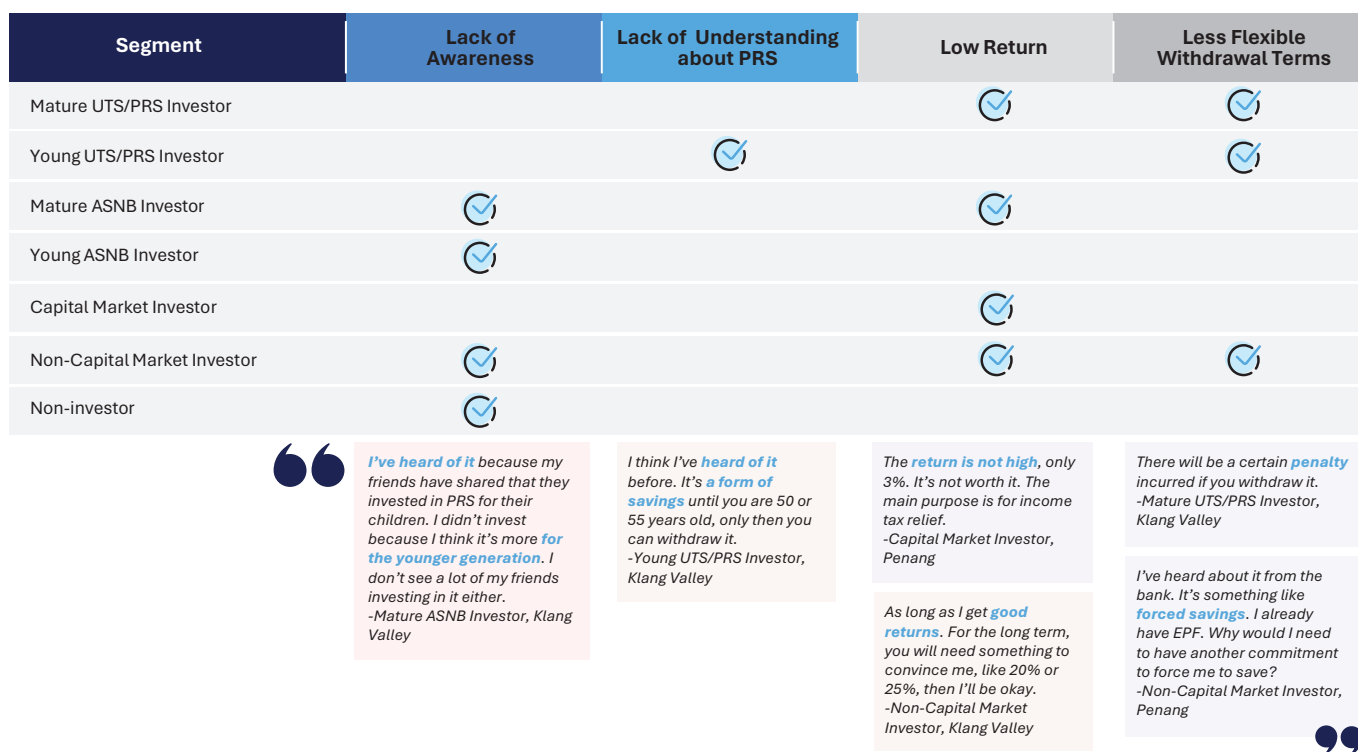 Segment
Lack of
Awareness
Lack of Understanding
about PRS
Low Return
Less Flexible
Withdrawal Terms
Mature UTS/PRS Investor
Young UTS/PRS Investor
Mature ASNB Investor
Young ASNB Investor
Capital Market Investor
Non-Capital Market Investor
Non-investor
I've heard of it because my
friends have shared that they
invested in PRS for their
children. I didn't invest
because I think it's more for
the younger generation. I
don't see a lot of my friends
investing in it either.
-Mature ASNB Investor, Klang
Valley
I think I've heard of it
before. It's a form of
savings until you are 50 or
55 years old, only then you
can withdraw it.
-Young UTS/PRS Investor,
Klang Valley
The return is not high, only
3%. It's not worth it. The
main purpose is for income
tax relief.
-Capital Market Investor,
Penang
As long as I get good
returns. For the long term,
you will need something to
convince me, like 20% or
25%, then I'll be okay.
-Non-Capital Market
Investor, Klang Valley
There will be a certain penalty
incurred if you withdraw it.
-Mature UTS/PRS Investor,
Klang Valley
I've heard about it from the
bank. It's something like
forced savings. I already
have EPF. Why would I need
to have another commitment
to force me to save?
-Non-Capital Market Investor,
Penang